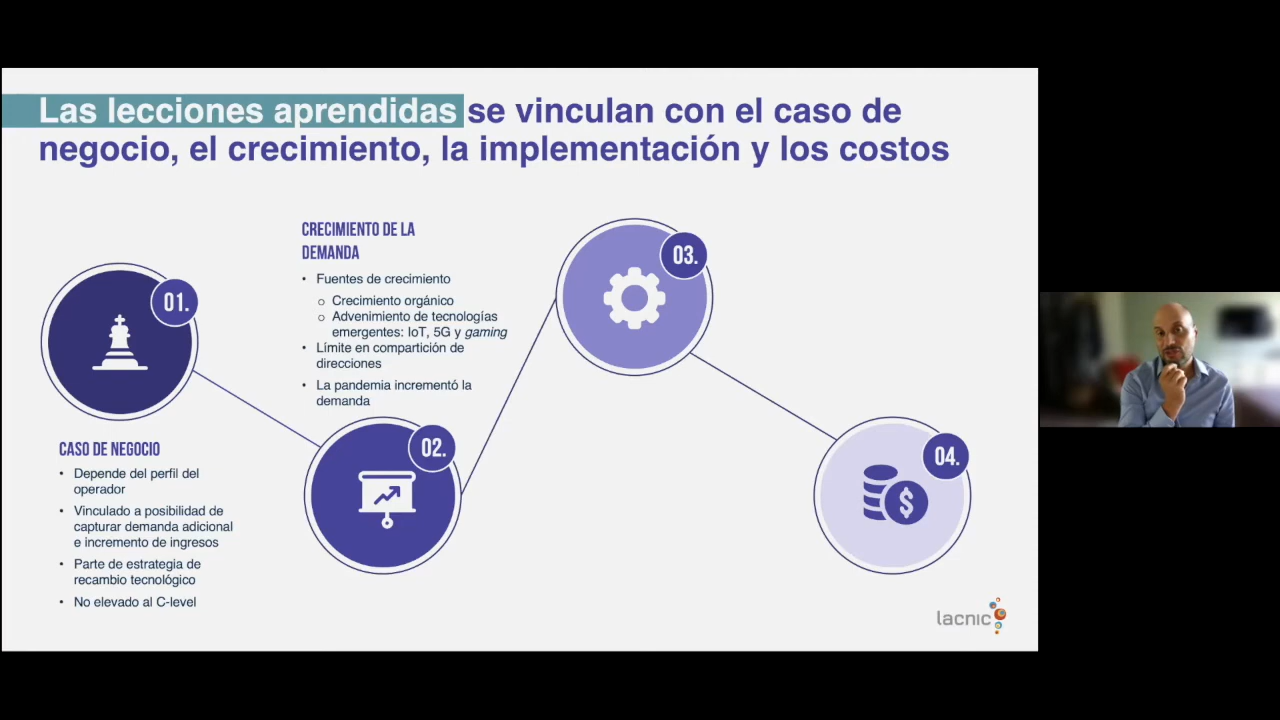 Las lecciones aprendidas se vinculan con el caso de
negocio, el crecimiento, la implementación y los costos
01.
CASO DE NEGOCIO
• Depende del perfil del
operador
• Vinculado a posibilidad de
capturar demanda adicional
e incremento de ingresos
• Parte de estrategia de
recambio tecnológico
• No elevado al C-level
CRECIMIENTO DE LA
DEMANDA
• Fuentes de crecimiento
o Crecimiento orgánico
o Advenimiento de tecnologías
emergentes: IoT, 5G y gaming
• Límite en compartición de
direcciones
• La pandemia incrementó la
demanda
02.
03.
04.
$
lacnic